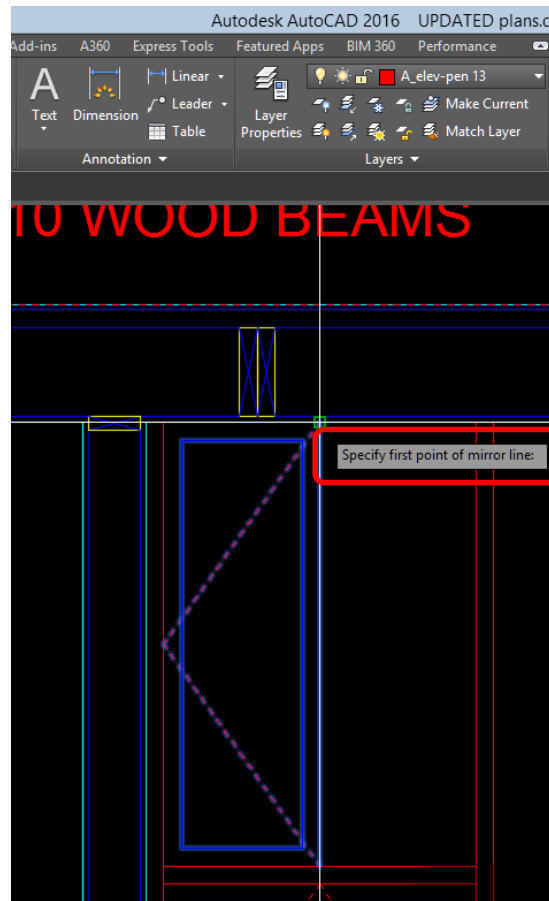 Autodesk AutoCAD 2016 UPDATED plans.
Add-ins A360 Express Tools Featured Apps BIM 360 Performance
A Linear A_elev-pen 13
Text Dimension Leader Layer Properties Make Current
Table Match Layer
Annotation Layers
10 WOOD BEAMS
Specify first point of mirror line: